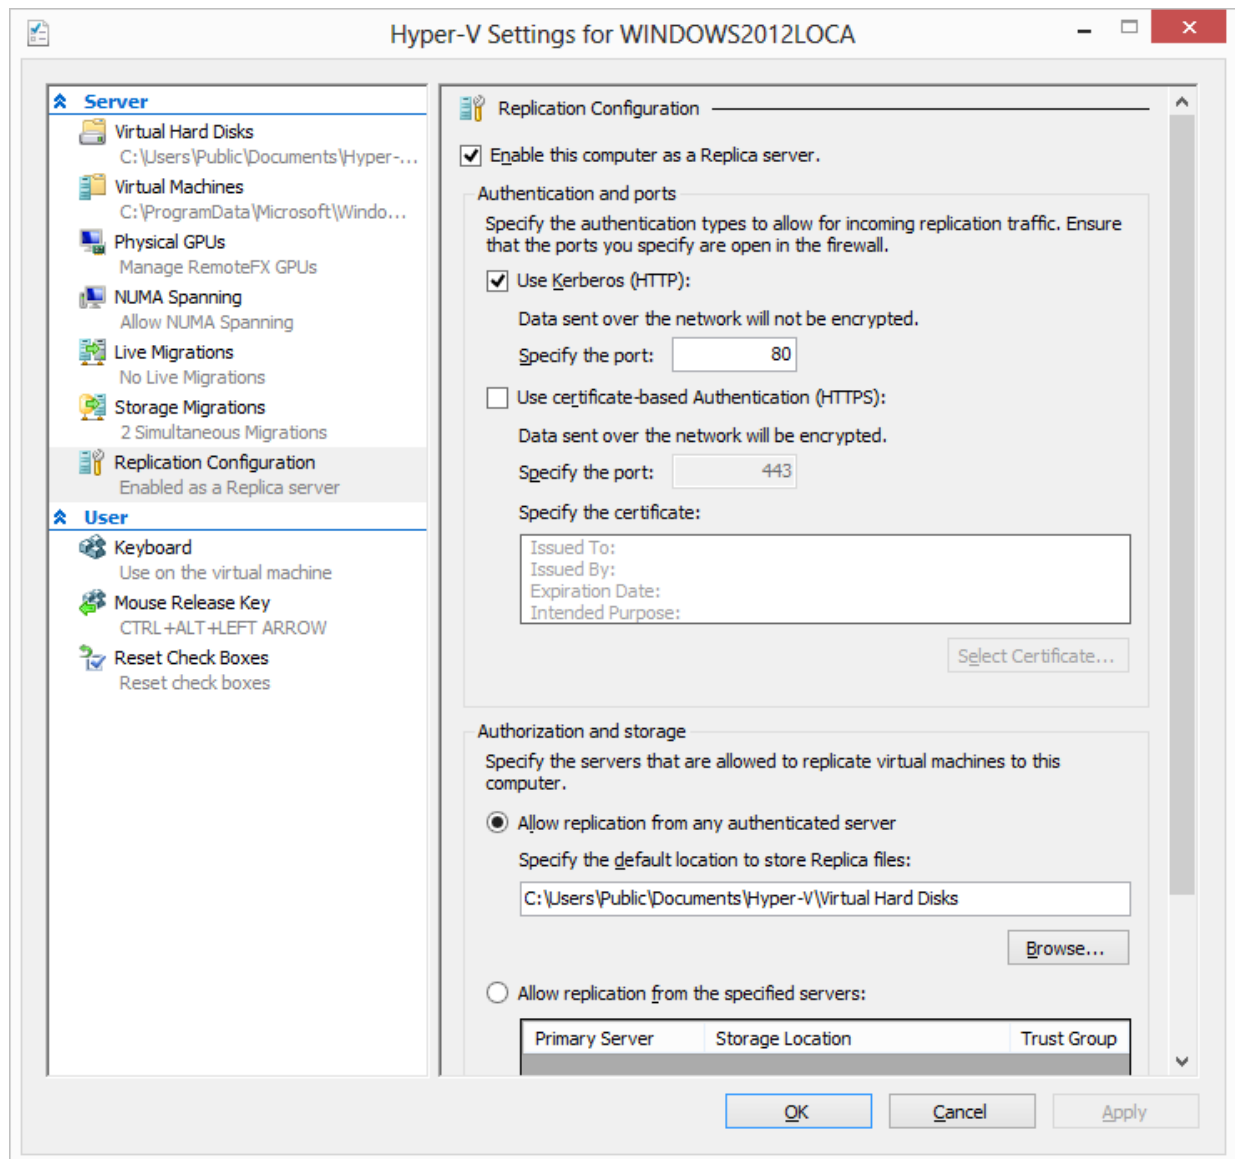 Hyper-V Settings for WINDOWS2012LOCA
Server
Virtual Hard Disks
C:\Users\Public\Documents\Hyper-...
Virtual Machines
C:\ProgramData\Microsoft\Windo...
Physical GPUs
Manage RemoteFX GPUs
NUMA Spanning
Allow NUMA Spanning
Live Migrations
No Live Migrations
Storage Migrations
2 Simultaneous Migrations
Replication Configuration
Enabled as a Replica server
User
Keyboard
Use on the virtual machine
Mouse Release Key
CTRL+ALT+LEFT ARROW
Reset Check Boxes
Reset check boxes
Replication Configuration
Enable this computer as a Replica server.
Authentication and ports
Specify the authentication types to allow for incoming replication traffic. Ensure
that the ports you specify are open in the firewall.
Use Kerberos (HTTP):
Data sent over the network will not be encrypted.
Specify the port: 80
Use certificate-based Authentication (HTTPS):
Data sent over the network will be encrypted.
Specify the port: 443
Specify the certificate:
Issued To:
Issued By:
Expiration Date:
Intended Purpose:
Select Certificate...
Authorization and storage
Specify the servers that are allowed to replicate virtual machines to this
computer.
Allow replication from any authenticated server
Specify the default location to store Replica files:
C:\Users\Public\Documents\Hyper-V\Virtual Hard Disks
Browse...
Allow replication from the specified servers:
Primary Server Storage Location Trust Group
OK Cancel Apply